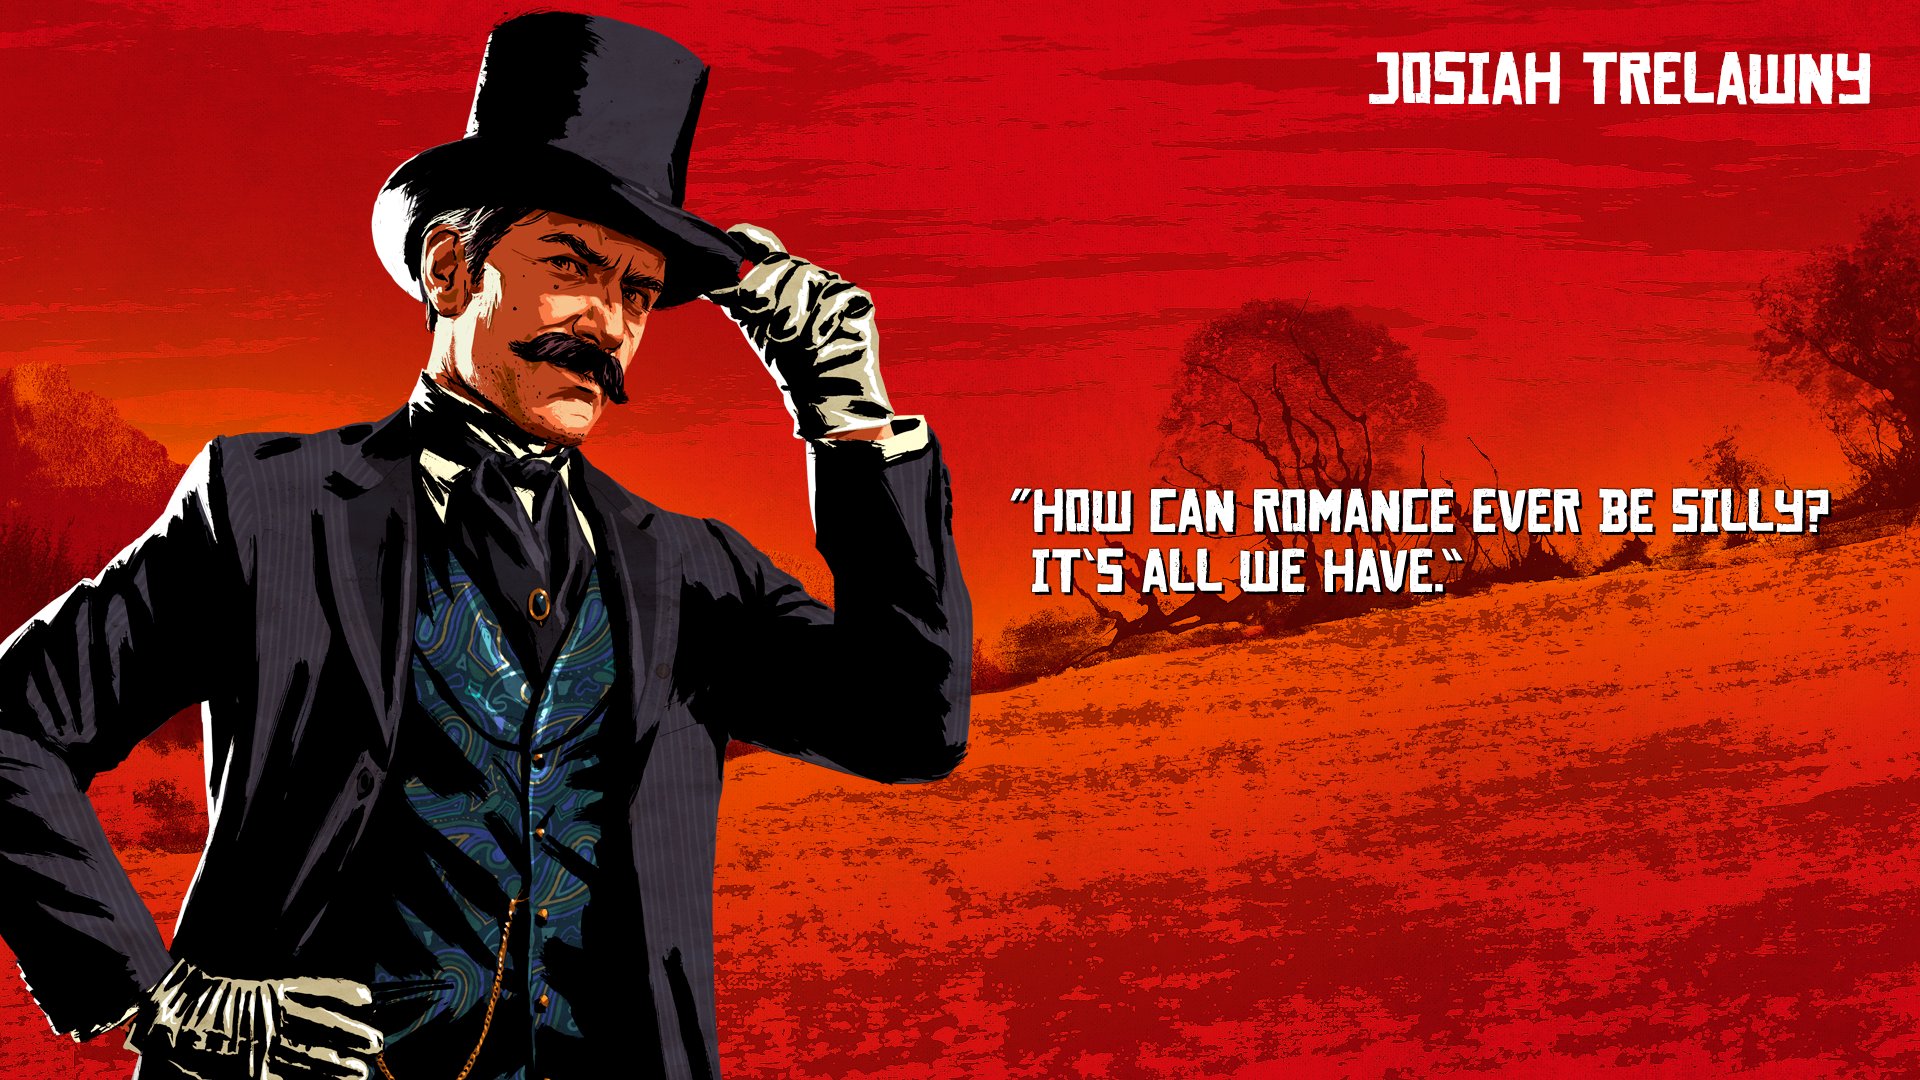 JOSIAH TRELAWNY
"HOW CAN ROMANCE EVER BE SILLY?
IT'S ALL WE HAVE."